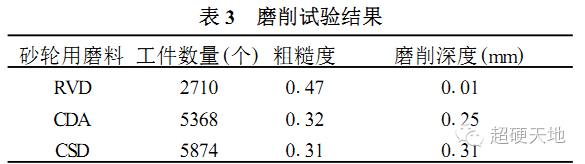 表 3 磨削试验结果
砂轮用磨料 工件数量(个) 粗糙度 磨削深度(mm)
RVD 2710 0.47 0.01
CDA 5368 0.32 0.25
CSD 5874 0.31 0.31
超硬天地